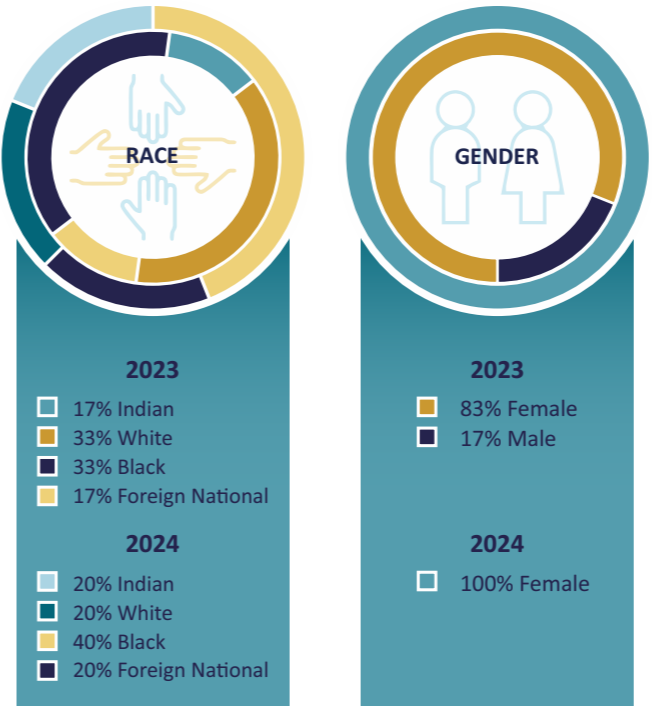 RACE
2023
17% Indian
33% White
33% Black
17% Foreign National
2024
20% Indian
20% White
40% Black
20% Foreign National
GENDER
2023
83% Female
17% Male
2024
100% Female